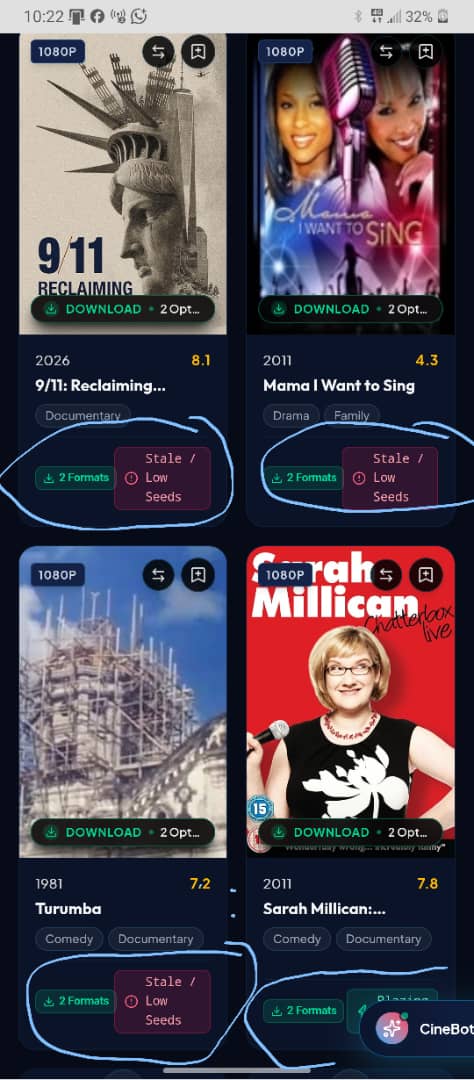 10:22
4G
32%
1080P
1080P
9/11
RECLAIMING
Mama
I WANT TO SiNG
DOWNLOAD • 2 Opt...
DOWNLOAD • 2 Opt...
2026 8.1
2011 4.3
9/11: Reclaiming...
Mama I Want to Sing
Documentary
Drama Family
2 Formats
Stale /
Low
Seeds
2 Formats
Stale /
Low
Seeds
1080P
1080P
Sarah
Millican
Chatterbox
live
15
DOWNLOAD • 2 Opt...
DOWNLOAD • 2 Opt...
1981 7.2
2011 7.8
Turumba
Sarah Millican:...
Comedy Documentary
Comedy Documentary
2 Formats
Stale /
Low
Seeds
2 Formats
CineBot